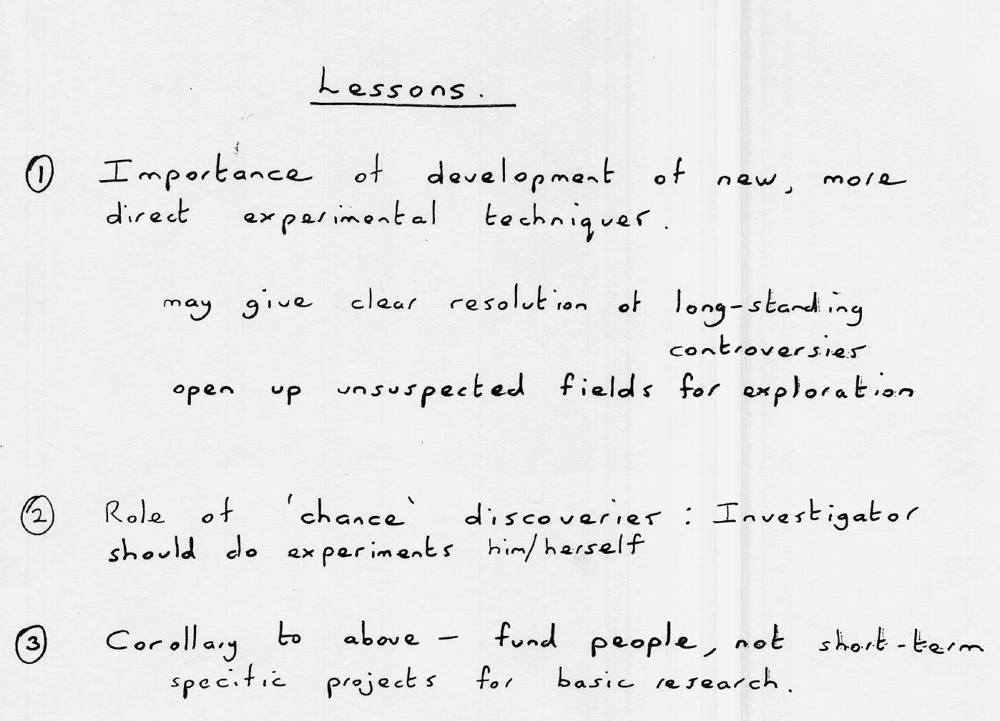 Lessons.
① Importance of development of new, more
direct experimental techniques.
may give clear resolution of long-standing
controversies
open up unsuspected fields for exploration
② Role of 'chance' discoveries : Investigator
should do experiments him/herself
③ Corollary to above – fund people, not short-term
specific projects for basic research.